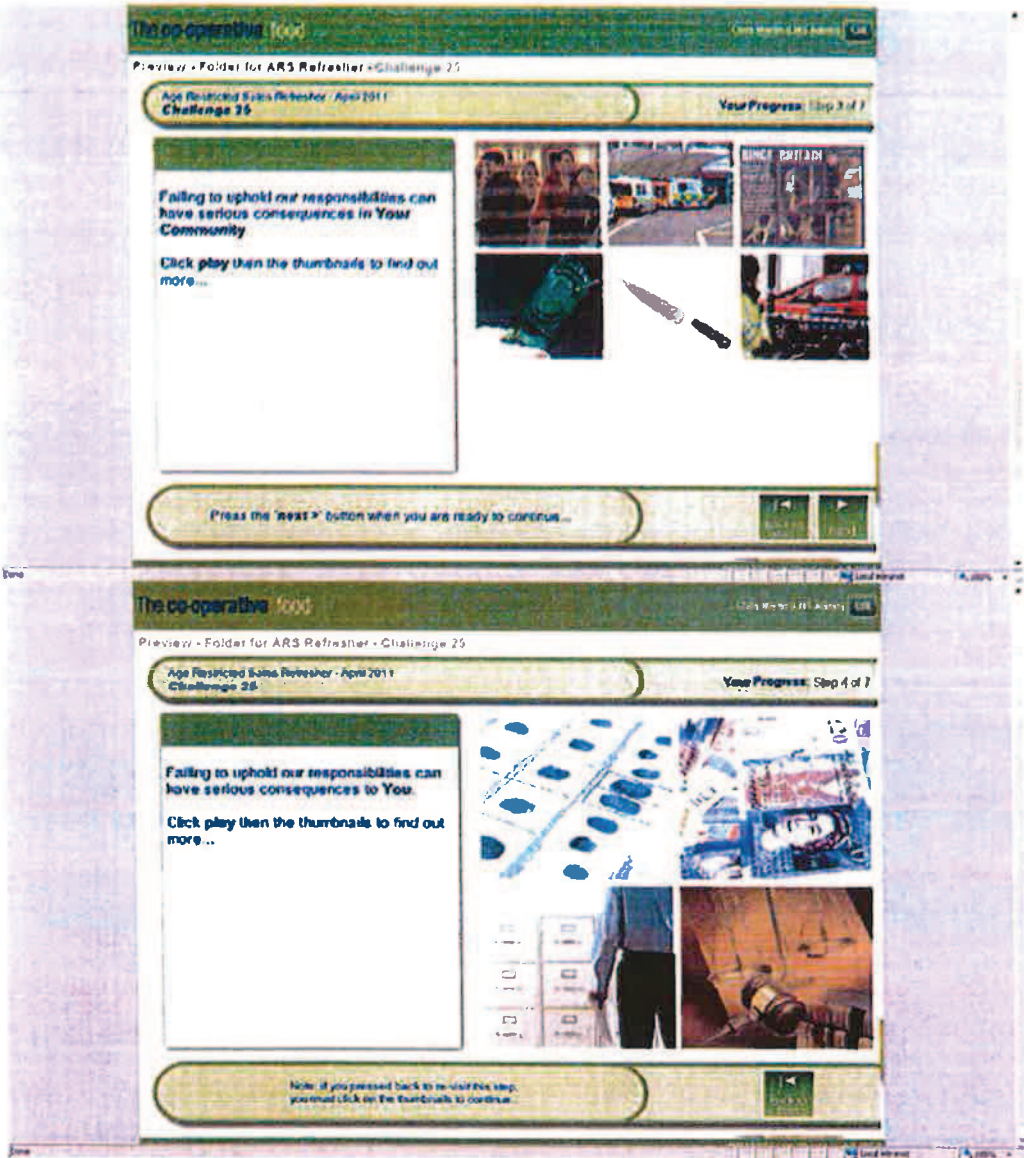 The co-operative food
Preview - Folder for ARS Refresher - Challenge 25
Age Restricted Sales Refresher - April 2011
Challenge 25
Your Progress: Step 3 of 7
Failing to uphold our responsibilities can
have serious consequences in Your
Community
Click play then the thumbnails to find out
more...
Press the 'next >' button when you are ready to continue...
Done
Local intranet
The co-operative food
Preview - Folder for ARS Refresher - Challenge 25
Age Restricted Sales Refresher - April 2011
Challenge 25
Your Progress: Step 4 of 7
Failing to uphold our responsibilities can
have serious consequences to You.
Click play then the thumbnails to find out
more...
Note: if you pressed back to re-visit this step,
you must click on the thumbnails to continue...
Done
Local intranet